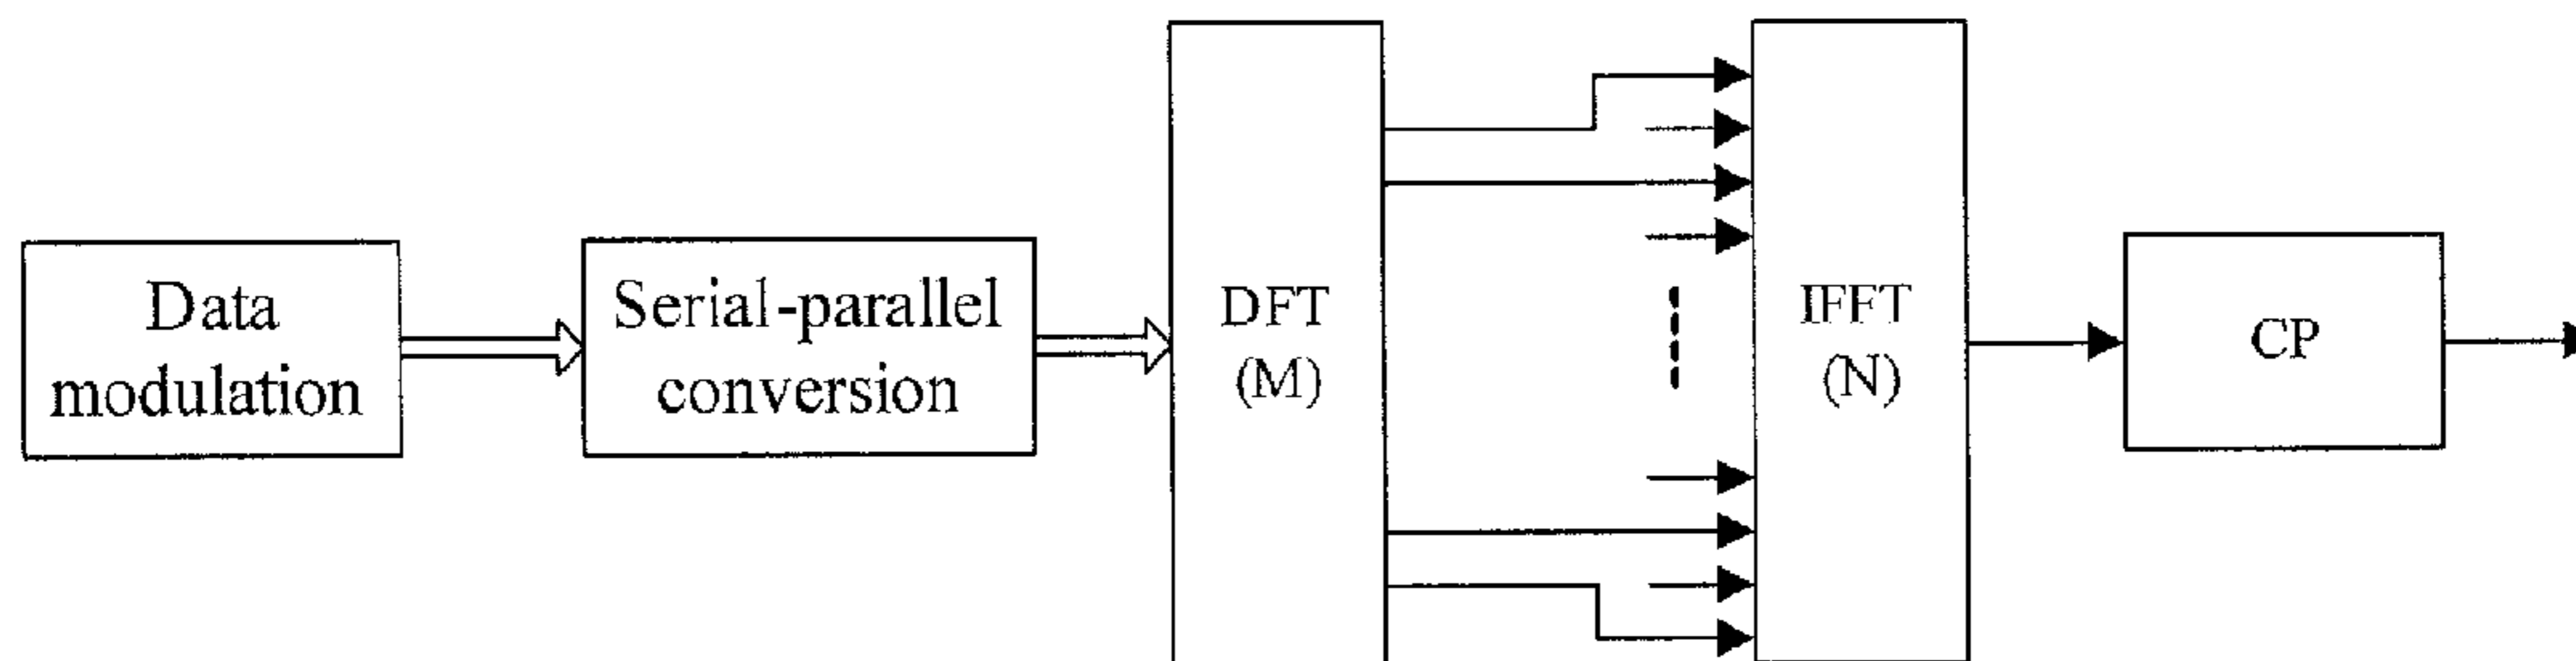 Data
modulation
Serial-parallel
conversion
DFT
(M)
IFFT
(N)
CP